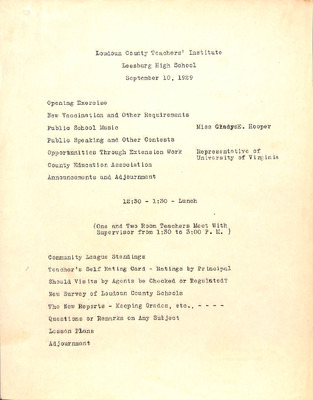 Loudoun County Teachers' Institute
Leesburg High School
September 10, 1929
Opening Exercise
New Vaccination and Other Requirements
Public School Music Miss Gladys E. Hooper
Public Speaking and Other Contests
Opportunities Through Extension Work Representative of
University of Virginia
County Education Association
Announcements and Adjournment
12:30 - 1:30 - Lunch
(One and Two Room Teachers Meet With
Supervisor from 1:30 to 3:00 P. M. )
Community League Standings
Teacher's Self Rating Card - Ratings by Principal
Should Visits by Agents be Checked or Regulated?
New Survey of Loudoun County Schools
The New Reports - Keeping Grades, etc., - - - -
Questions or Remarks on Any Subject
Lesson Plans
Adjournment